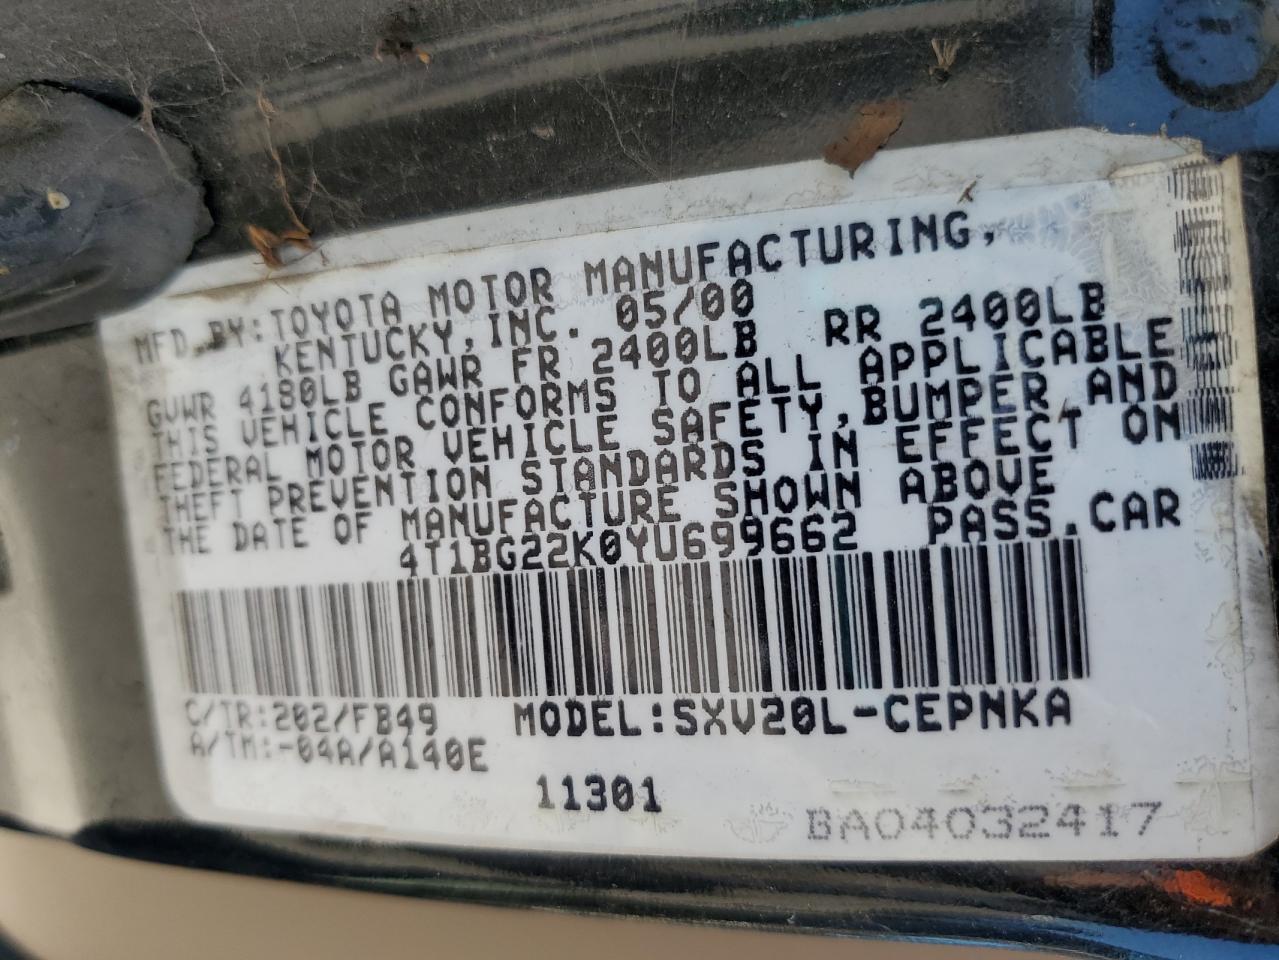 MFD. BY: TOYOTA MOTOR MANUFACTURING,
KENTUCKY, INC. 05/00
GVWR 4180LB GAWR FR 2400LB RR 2400LB
THIS VEHICLE CONFORMS TO ALL APPLICABLE
FEDERAL MOTOR VEHICLE SAFETY, BUMPER AND
THEFT PREVENTION STANDARDS IN EFFECT ON
THE DATE OF MANUFACTURE SHOWN ABOVE
4T1BG22K0YU699662 PASS.CAR
C/TR:202/FB49 MODEL:SXV20L-CEPNKA
A/TM:-04A/A140E
11301
BA04032417